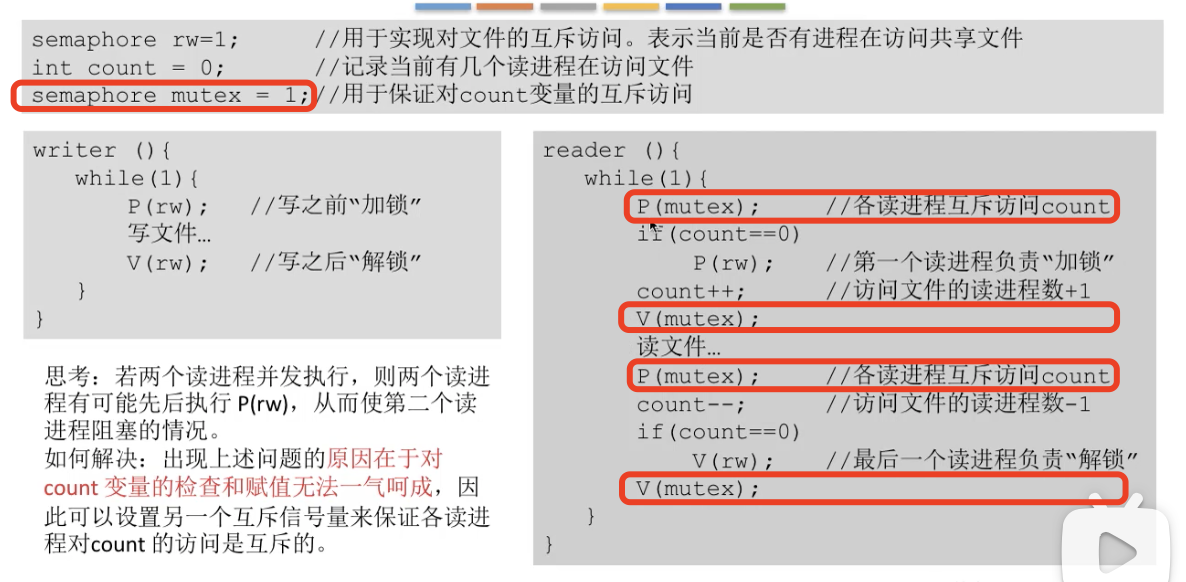 semaphore rw=1;      //用于实现对文件的互斥访问。表示当前是否有进程在访问共享文件
int count = 0;       //记录当前有几个读进程在访问文件
semaphore mutex = 1;//用于保证对count变量的互斥访问
writer (){
while(1){
P(rw);   //写之前“加锁”
写文件…
V(rw);   //写之后“解锁”
}
}
思考：若两个读进程并发执行，则两个读进
程有可能先后执行 P(rw)，从而使第二个读
进程阻塞的情况。
如何解决：出现上述问题的原因在于对
count 变量的检查和赋值无法一气呵成，因
此可以设置另一个互斥信号量来保证各读进
程对count 的访问是互斥的。
reader (){
while(1){
P(mutex);     //各读进程互斥访问count
if(count==0)
P(rw);    //第一个读进程负责“加锁”
count++;      //访问文件的读进程数+1
V(mutex);
读文件…
P(mutex);     //各读进程互斥访问count
count--;      //访问文件的读进程数-1
if(count==0)
V(rw);    //最后一个读进程负责“解锁”
V(mutex);
}
}